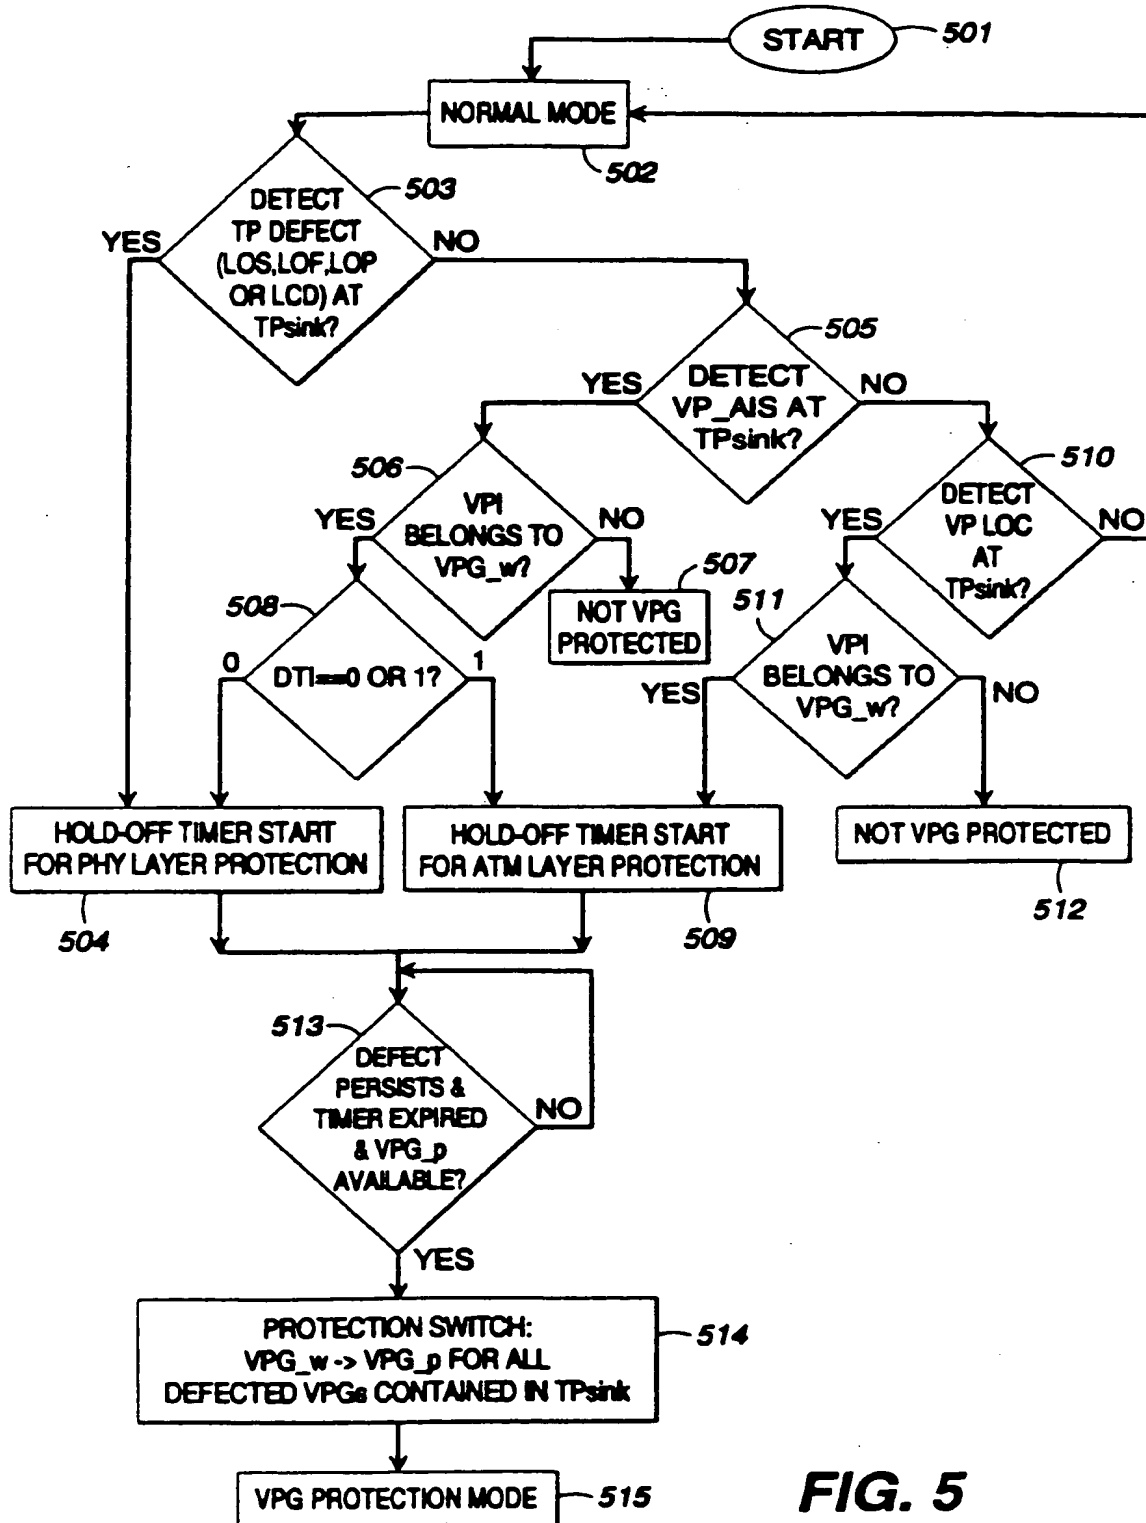 START
501
NORMAL MODE
502
503
DETECT
TP DEFECT
(LOS,LOF,LOP
OR LCD) AT
TPsink?
YES
NO
505
DETECT
VP_AIS AT
TPsink?
YES
NO
506
VPI
BELONGS TO
VPG_w?
YES
NO
507
NOT VPG
PROTECTED
510
DETECT
VP LOC
AT
TPsink?
YES
NO
508
DTI==0 OR 1?
0
1
511
VPI
BELONGS TO
VPG_w?
YES
NO
HOLD-OFF TIMER START
FOR PHY LAYER PROTECTION
504
HOLD-OFF TIMER START
FOR ATM LAYER PROTECTION
509
NOT VPG PROTECTED
512
513
DEFECT
PERSISTS &
TIMER EXPIRED
& VPG_p
AVAILABLE?
NO
YES
PROTECTION SWITCH:
VPG_w -> VPG_p FOR ALL
DEFECTED VPGs CONTAINED IN TPsink
514
VPG PROTECTION MODE
515
FIG. 5